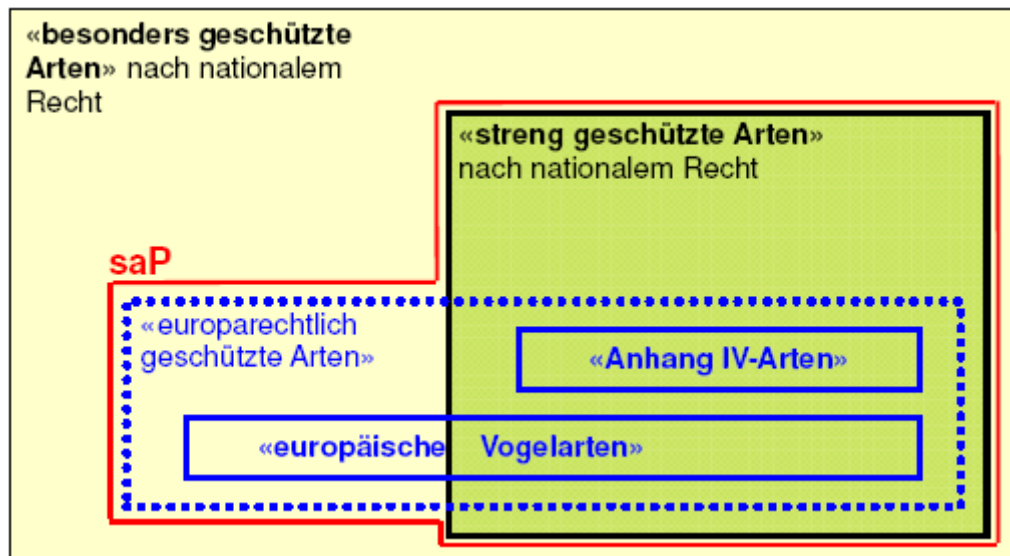 «besonders geschützte
Arten» nach nationalem
Recht
«streng geschützte Arten»
nach nationalem Recht
saP
«europarechtlich
geschützte Arten»
«Anhang IV-Arten»
«europäische Vogelarten»